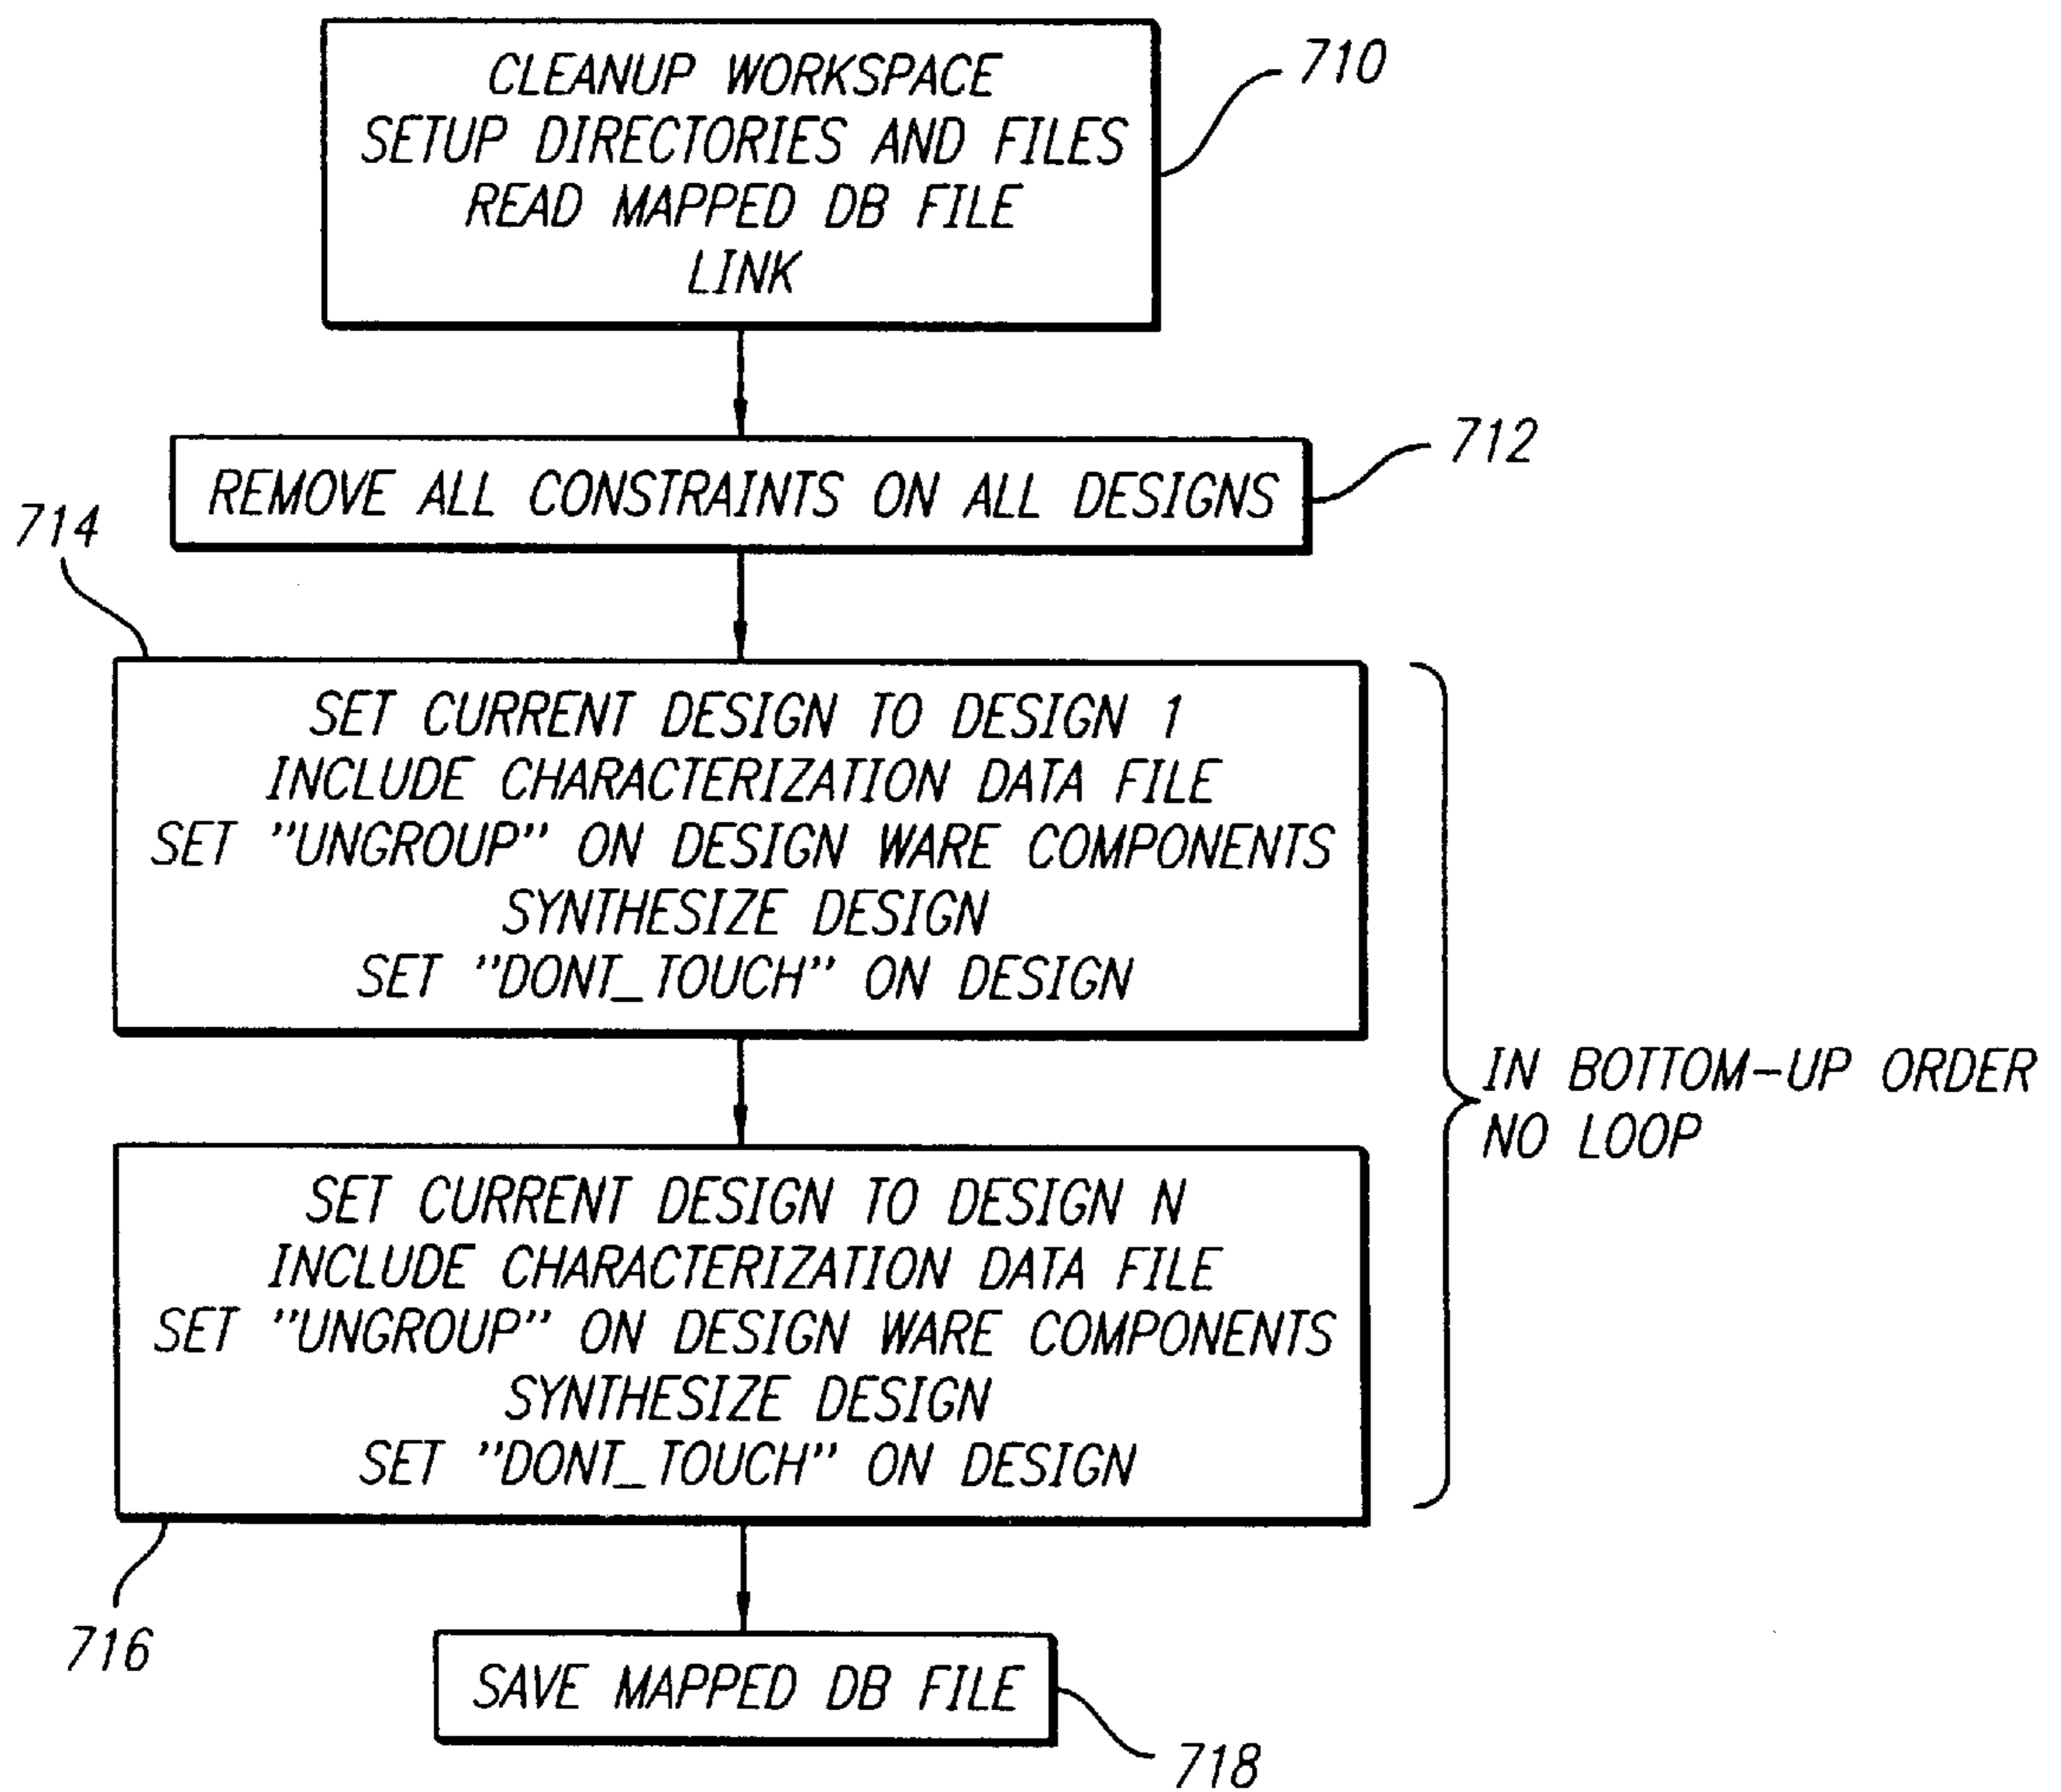 CLEANUP WORKSPACE
SETUP DIRECTORIES AND FILES
READ MAPPED DB FILE
LINK
710
REMOVE ALL CONSTRAINTS ON ALL DESIGNS
712
714
SET CURRENT DESIGN TO DESIGN 1
INCLUDE CHARACTERIZATION DATA FILE
SET "UNGROUP" ON DESIGN WARE COMPONENTS
SYNTHESIZE DESIGN
SET "DONT_TOUCH" ON DESIGN
IN BOTTOM-UP ORDER
NO LOOP
SET CURRENT DESIGN TO DESIGN N
INCLUDE CHARACTERIZATION DATA FILE
SET "UNGROUP" ON DESIGN WARE COMPONENTS
SYNTHESIZE DESIGN
SET "DONT_TOUCH" ON DESIGN
716
SAVE MAPPED DB FILE
718